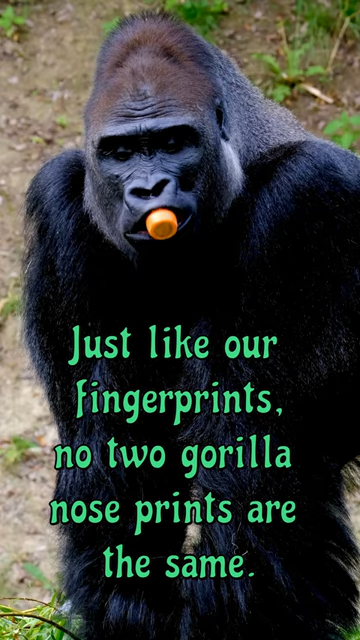 Just like our
fingerprints,
no two gorilla
nose prints are
the same.